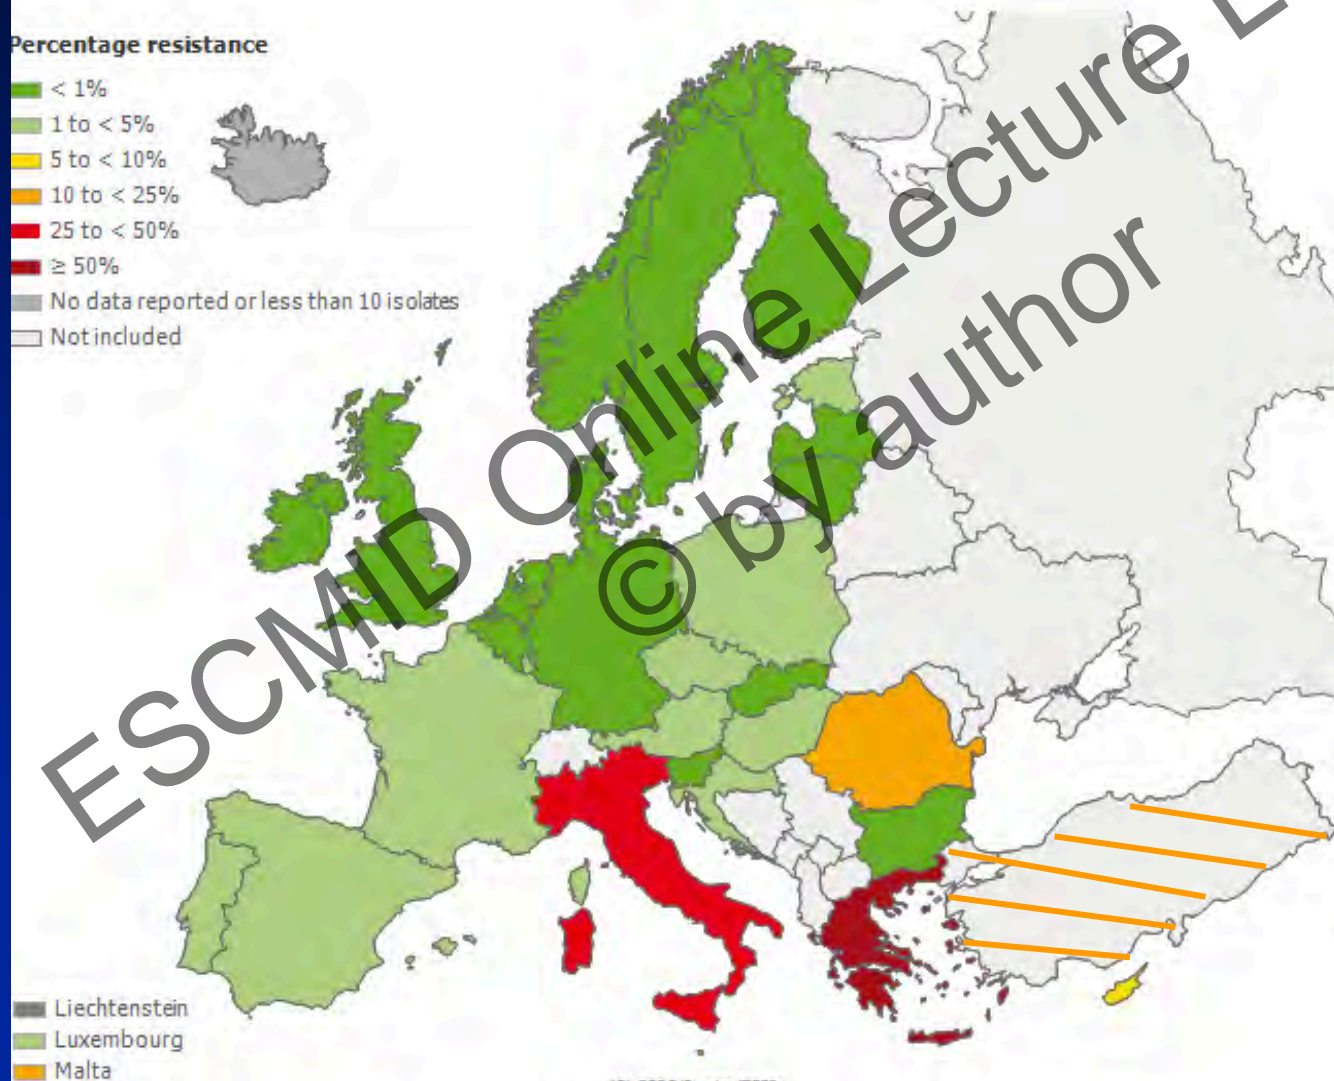 Percentage resistance
< 1%
1 to < 5%
5 to < 10%
10 to < 25%
25 to < 50%
≥ 50%
No data reported or less than 10 isolates
Not included
ESCMID Online Lecture
© by author
Liechtenstein
Luxembourg
Malta